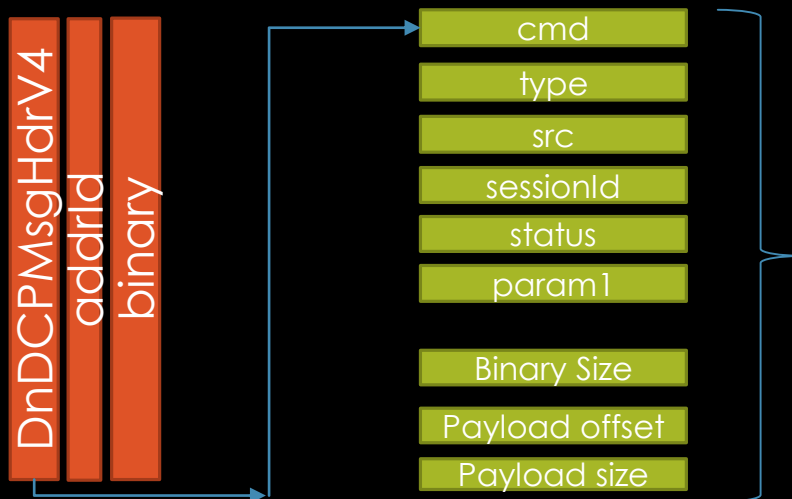 DnDCPMsgHdrV4
addrId
binary
cmd
type
src
sessionId
status
param1
Binary Size
Payload offset
Payload size